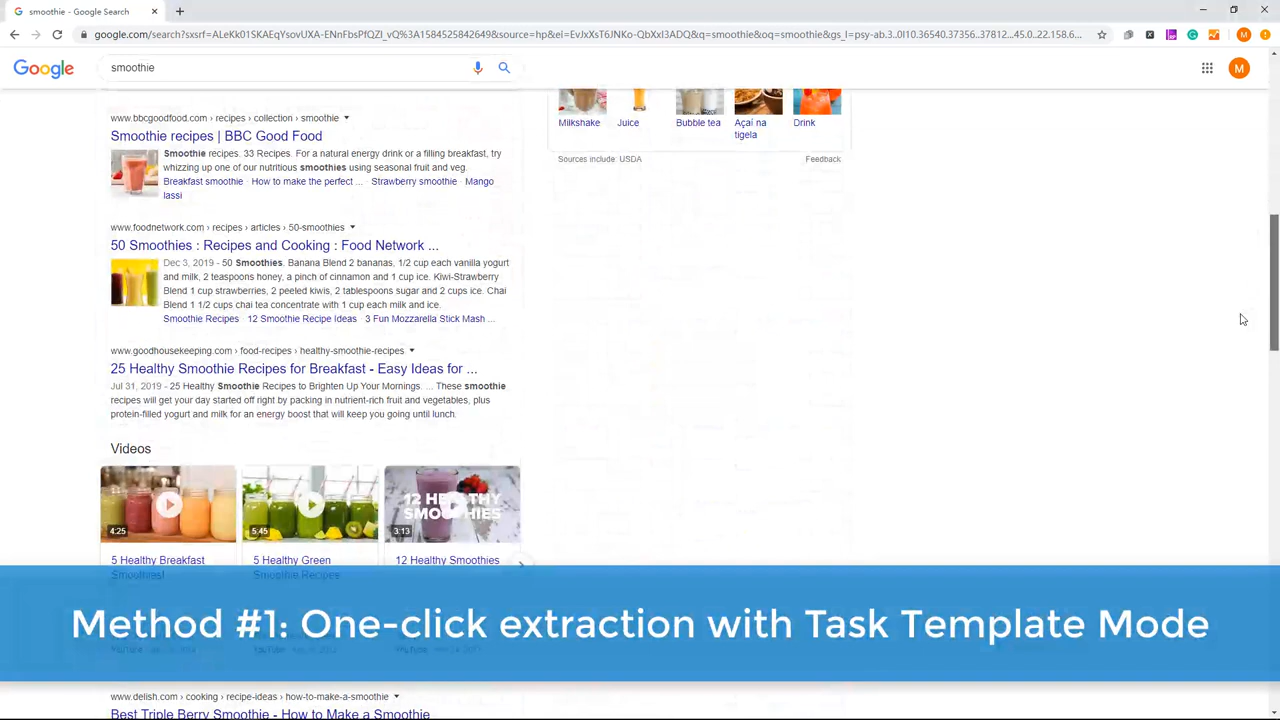 smoothie - Google Search
google.com/search?sxsrf=ALeKk01SKAEqYsovUXA-ENnFbsPfQZI_vQ%3A1584525842649&source=hp&ei=EvJxXsT6JNKo-QbXxI3ADQ&q=smoothie&oq=smoothie&gs_l=psy-ab.3..0l10.36540.37356..37812...45.0..22.158.6...
M
Google
smoothie
M
www.bbcgoodfood.com › recipes › collection › smoothie
Smoothie recipes | BBC Good Food
Smoothie recipes. 33 Recipes. For a natural energy drink or a filling breakfast, try
whizzing up one of our nutritious smoothies using seasonal fruit and veg.
Breakfast smoothie · How to make the perfect ... · Strawberry smoothie · Mango
lassi
www.foodnetwork.com › recipes › articles › 50-smoothies
50 Smoothies : Recipes and Cooking : Food Network ...
Dec 3, 2019 - 50 Smoothies. Banana Blend 2 bananas, 1/2 cup each vanilla yogurt
and milk, 2 teaspoons honey, a pinch of cinnamon and 1 cup ice. Kiwi-Strawberry
Blend 1 cup strawberries, 2 peeled kiwis, 2 tablespoons sugar and 2 cups ice. Chai
Blend 1 1/2 cups chai tea concentrate with 1 cup each milk and ice.
Smoothie Recipes · 12 Smoothie Recipe Ideas · 3 Fun Mozzarella Stick Mash ...
www.goodhousekeeping.com › food-recipes › healthy-smoothie-recipes
25 Healthy Smoothie Recipes for Breakfast - Easy Ideas for ...
Jul 31, 2019 - 25 Healthy Smoothie Recipes to Brighten Up Your Mornings. ... These smoothie
recipes will get your day started off right by packing in nutrient-rich fruit and vegetables, plus
protein-filled yogurt and milk for an energy boost that will keep you going until lunch.
Videos
12 HEALTHY
SMOOTHIES
4:25
5:45
3:13
5 Healthy Breakfast
Smoothies!
5 Healthy Green
Smoothie Recipes
12 Healthy Smoothies
Milkshake
Juice
Bubble tea
Açaí na
tigela
Drink
Sources include: USDA
Feedback
Method #1: One-click extraction with Task Template Mode
www.delish.com › cooking › recipe-ideas › how-to-make-a-smoothie
Best Triple Berry Smoothie - How to Make a Smoothie